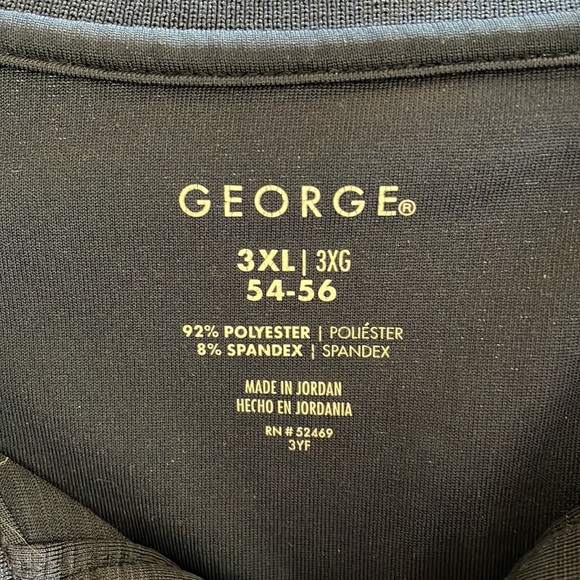 GEORGE®
3XL | 3XG
54-56
92% POLYESTER | POLIÉSTER
8% SPANDEX | SPANDEX
MADE IN JORDAN
HECHO EN JORDANIA
RN # 52469
3YF